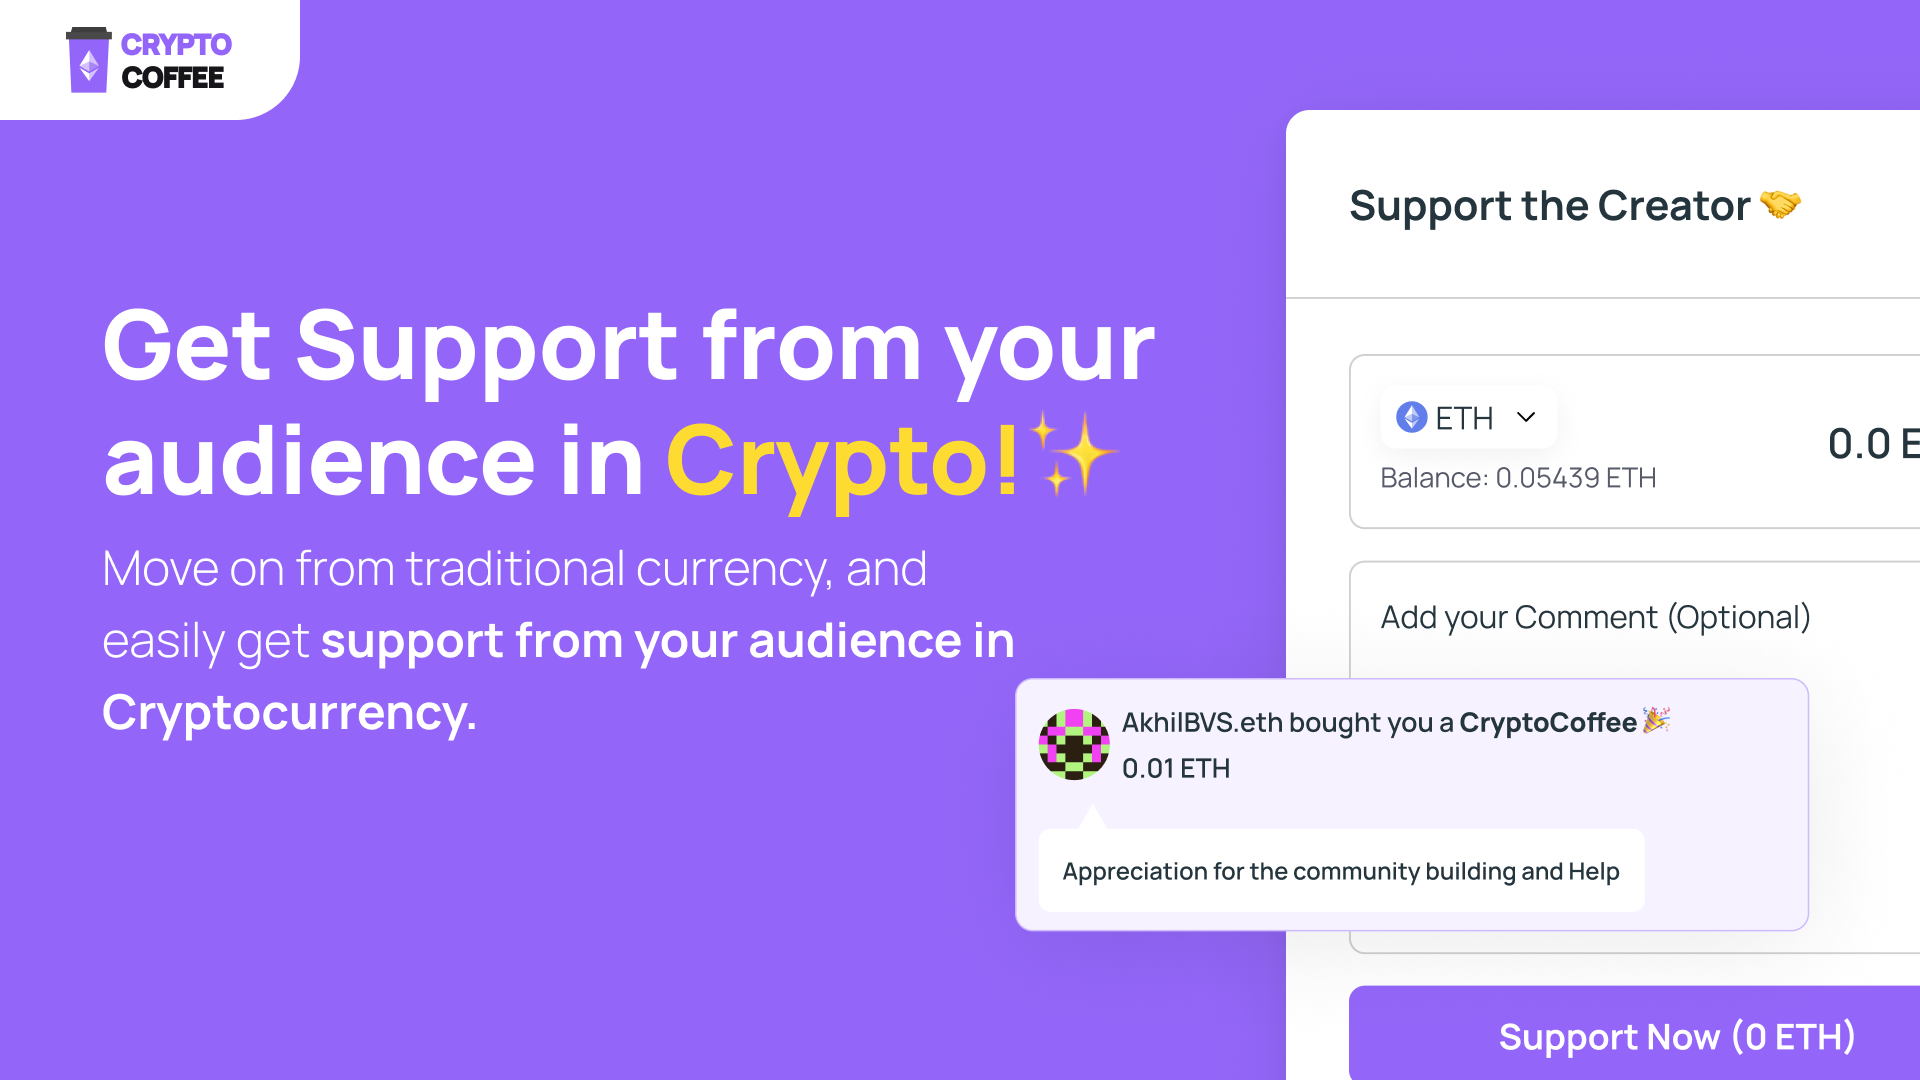 CRYPTO
COFFEE
Get Support from your
audience in Crypto!✨
Move on from traditional currency, and
easily get support from your audience in
Cryptocurrency.
Support the Creator 🤝
ETH
Balance: 0.05439 ETH
0.0 E
Add your Comment (Optional)
AkhilBVS.eth bought you a CryptoCoffee🎉
0.01 ETH
Appreciation for the community building and Help
Support Now (0 ETH)